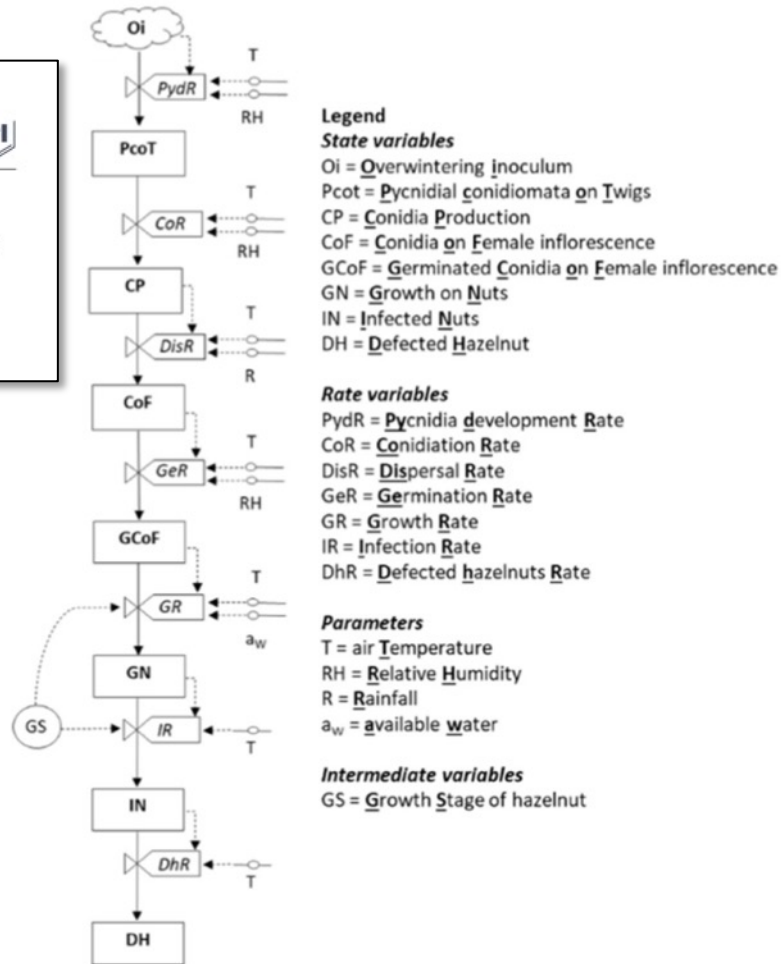 Oi
T
PydR
RH
PcoT
T
CoR
RH
CP
T
DisR
R
CoF
T
GeR
RH
GCoF
T
GR
aw
GN
GS
IR
T
IN
DhR
T
DH
Legend
State variables
Oi = Overwintering inoculum
Pcot = Pycnidial conidiomata on Twigs
CP = Conidia Production
CoF = Conidia on Female inflorescence
GCoF = Germinated Conidia on Female inflorescence
GN = Growth on Nuts
IN = Infected Nuts
DH = Defected Hazelnut
Rate variables
PydR = Pycnidia development Rate
CoR = Conidiation Rate
DisR = Dispersal Rate
GeR = Germination Rate
GR = Growth Rate
IR = Infection Rate
DhR = Defected hazelnuts Rate
Parameters
T = air Temperature
RH = Relative Humidity
R = Rainfall
aw = available water
Intermediate variables
GS = Growth Stage of hazelnut